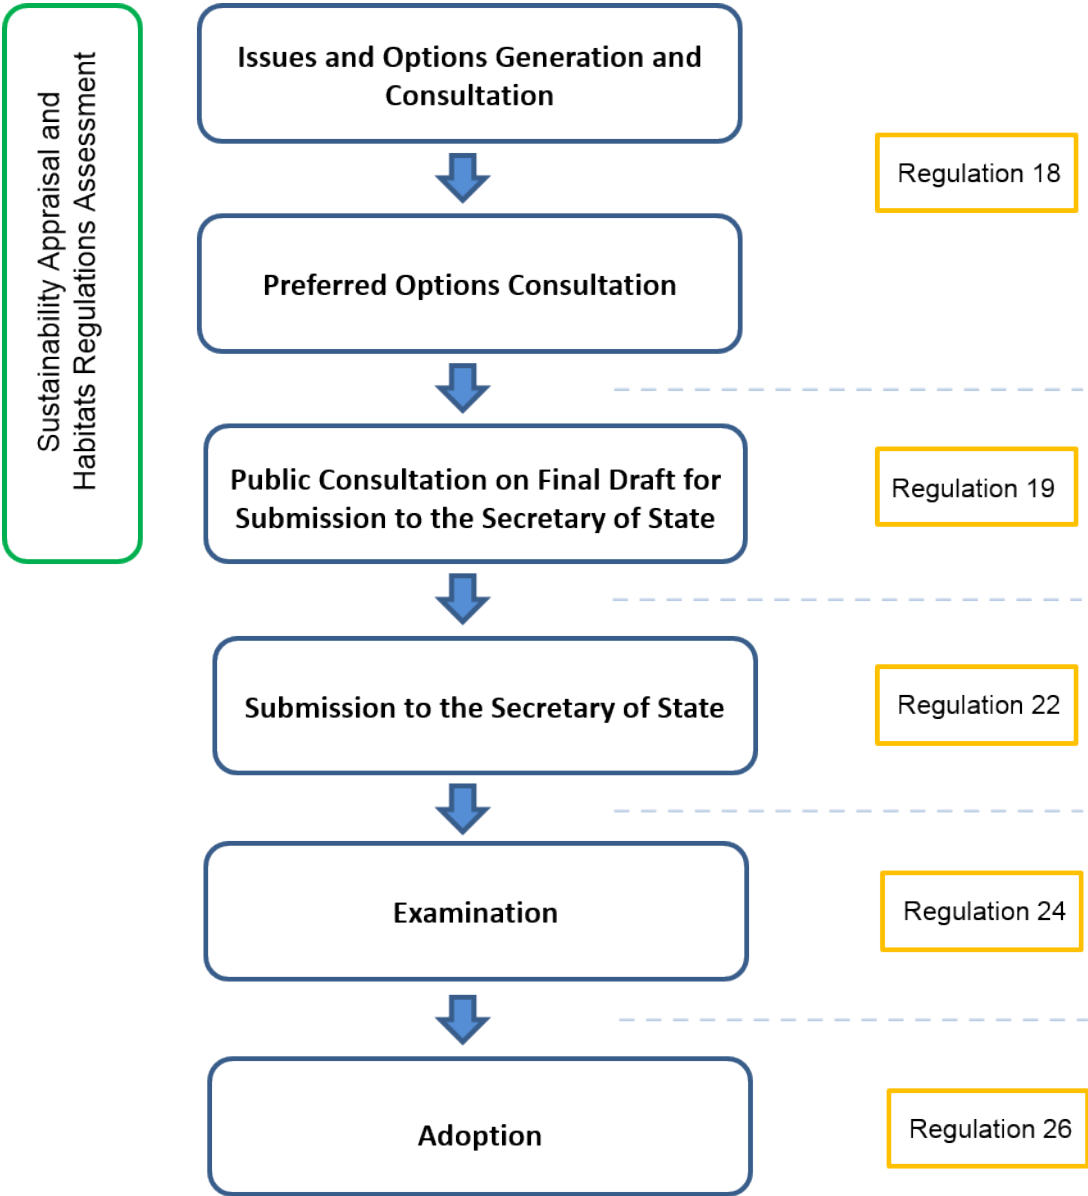 Sustainability Appraisal and
Habitats Regulations Assessment
Issues and Options Generation and
Consultation
Regulation 18
Preferred Options Consultation
Public Consultation on Final Draft for
Submission to the Secretary of State
Regulation 19
Submission to the Secretary of State
Regulation 22
Examination
Regulation 24
Adoption
Regulation 26